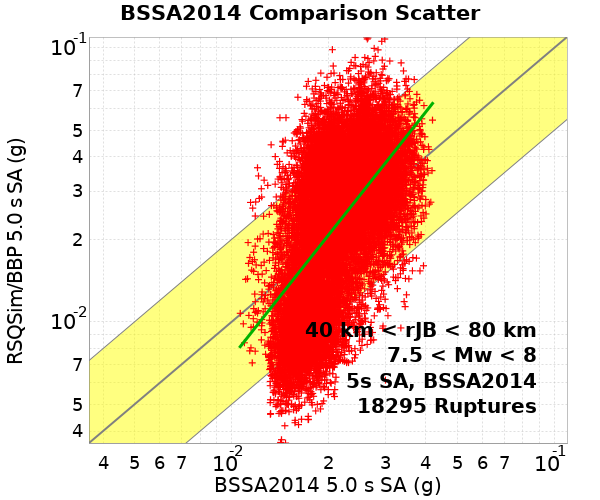 BSSA2014 Comparison Scatter
RSQSim/BBP 5.0 s SA (g)
10-1
7
5
4
3
2
10-2
7
5
4
40 km < rJB < 80 km
7.5 < Mw < 8
5s SA, BSSA2014
18295 Ruptures
4 5 6 7 10-2 2 3 4 5 6 7 10-1
BSSA2014 5.0 s SA (g)